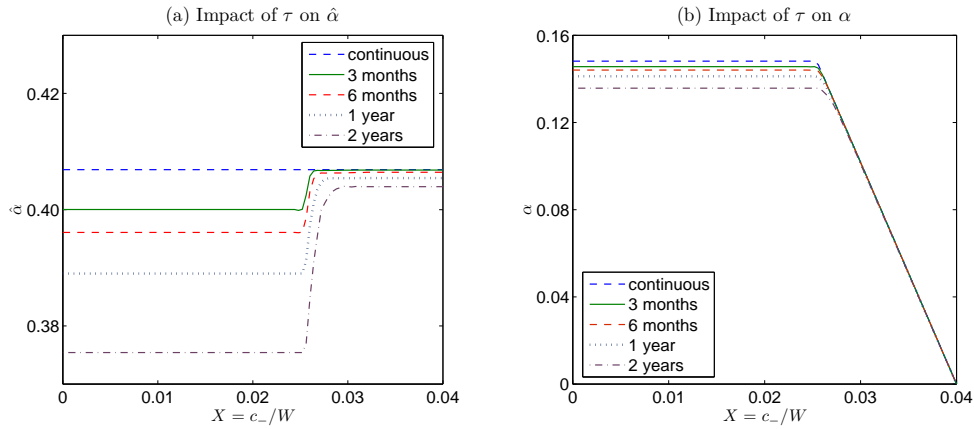 (a) Impact of τ on α̂
0.42
0.40
0.38
α̂
continuous
3 months
6 months
1 year
2 years
0
0.01
0.02
0.03
0.04
X = c₋/W
(b) Impact of τ on α
0.16
0.12
0.08
0.04
0
α
continuous
3 months
6 months
1 year
2 years
0
0.01
0.02
0.03
0.04
X = c₋/W